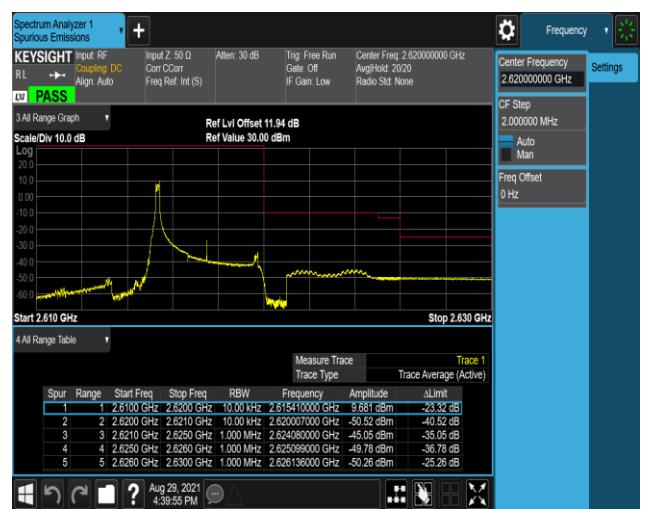 Spectrum Analyzer 1
Spurious Emissions
Frequency
KEYSIGHT Input: RF Input Z: 50 Ω Atten: 30 dB Trig: Free Run Center Freq: 2.620000000 GHz
RL Coupling: DC Corr CCorr Gate: Off Avg|Hold: 20/20
Align: Auto Freq Ref: Int (S) IF Gain: Low Radio Std: None
LXI PASS
Center Frequency
2.620000000 GHz
Settings
CF Step
2.000000 MHz
Auto
Man
Freq Offset
0 Hz
3 All Range Graph
Ref Lvl Offset 11.94 dB
Scale/Div 10.0 dB Ref Value 30.00 dBm
Log
20.0
10.0
0.00
-10.0
-20.0
-30.0
-40.0
-50.0
-60.0
Start 2.610 GHz Stop 2.630 GHz
4 All Range Table
Measure Trace Trace 1
Trace Type Trace Average (Active)
Spur Range Start Freq Stop Freq RBW Frequency Amplitude ΔLimit
1 1 2.6100 GHz 2.6200 GHz 10.00 kHz 2.615410000 GHz 9.681 dBm -23.32 dB
2 2 2.6200 GHz 2.6210 GHz 10.00 kHz 2.620007000 GHz -50.52 dBm -40.52 dB
3 3 2.6210 GHz 2.6250 GHz 1.000 MHz 2.624080000 GHz -45.05 dBm -35.05 dB
4 4 2.6250 GHz 2.6260 GHz 1.000 MHz 2.625099000 GHz -49.78 dBm -36.78 dB
5 5 2.6260 GHz 2.6300 GHz 1.000 MHz 2.626136000 GHz -50.26 dBm -25.26 dB
Aug 29, 2021
4:39:55 PM